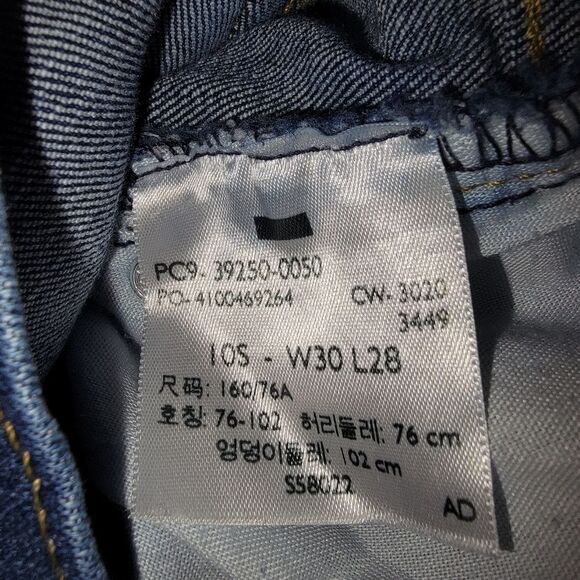 PC9- 39250-0050
PO- 4100469264 CW- 3020
3449
10S - W30 L28
尺码: 160/76A
호칭: 76-102 허리둘레: 76 cm
엉덩이둘레: 102 cm
S58022
AD